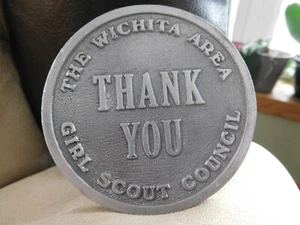 THE WICHITA AREA
THANK
YOU
GIRL SCOUT COUNCIL